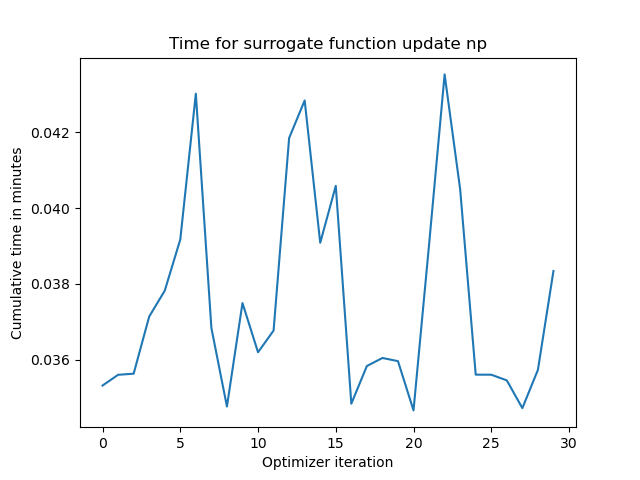 Time for surrogate function update np
Cumulative time in minutes
0.042
0.040
0.038
0.036
0 5 10 15 20 25 30
Optimizer iteration